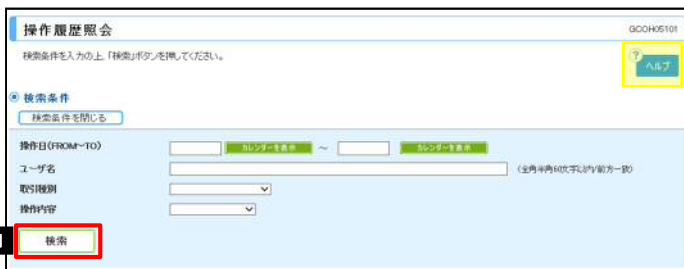 操作履歴照会
GCOH05101
検索条件を入力の上、「検索」ボタンを押してください。
?
ヘルプ
検索条件
検索条件を閉じる
操作日(FROM~TO)
カレンダーを表示
~
カレンダーを表示
ユーザ名
(全角半角60文字以内/前方一致)
取引種別
操作内容
検索